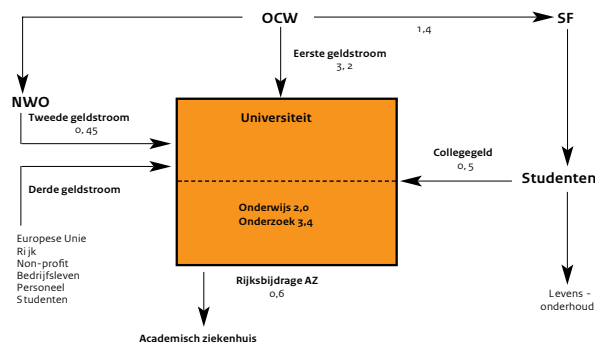 OCW
SF
1,4
Eerste geldstroom
3, 2
NWO
Tweede geldstroom
0, 45
Universiteit
Collegegeld
0, 5
Studenten
Derde geldstroom
Onderwijs 2,0
Onderzoek 3,4
Europese Unie
Rijk
Non-profit
Bedrijfsleven
Personeel
Studenten
Rijksbijdrage AZ
0,6
Levens -
onderhoud
Academisch ziekenhuis